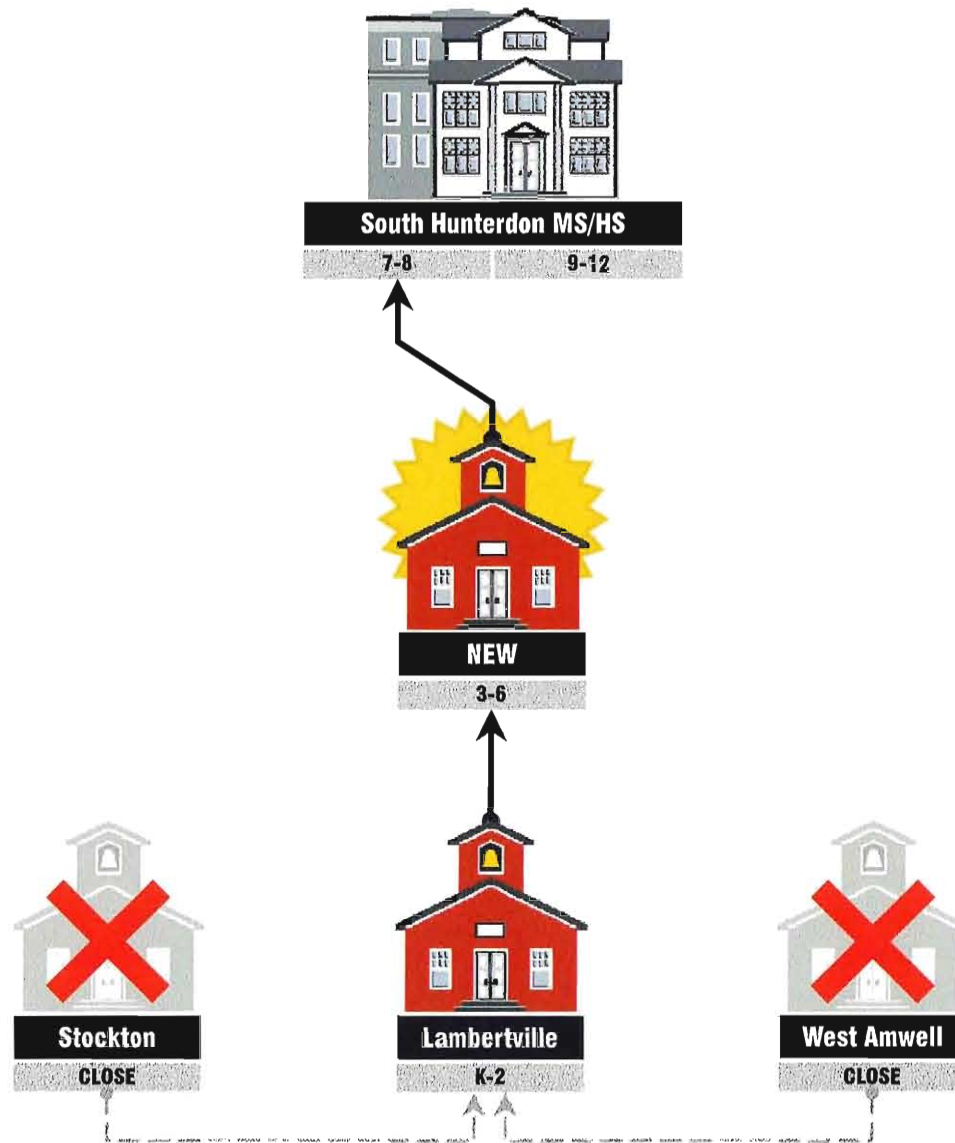 South Hunterdon MS/HS
7-8 9-12
NEW
3-6
Stockton Lambertville West Amwell
CLOSE K-2 CLOSE